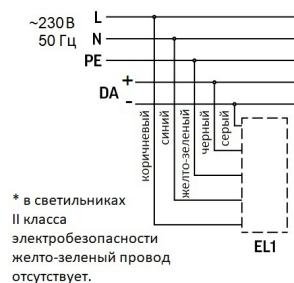 ~230 В
50 Гц
L
N
PE
DA
+
-
коричневый
синий
желто-зеленый
черный
серый
EL1
* в светильниках
II класса
электробезопасности
желто-зеленый провод
отсутствует.